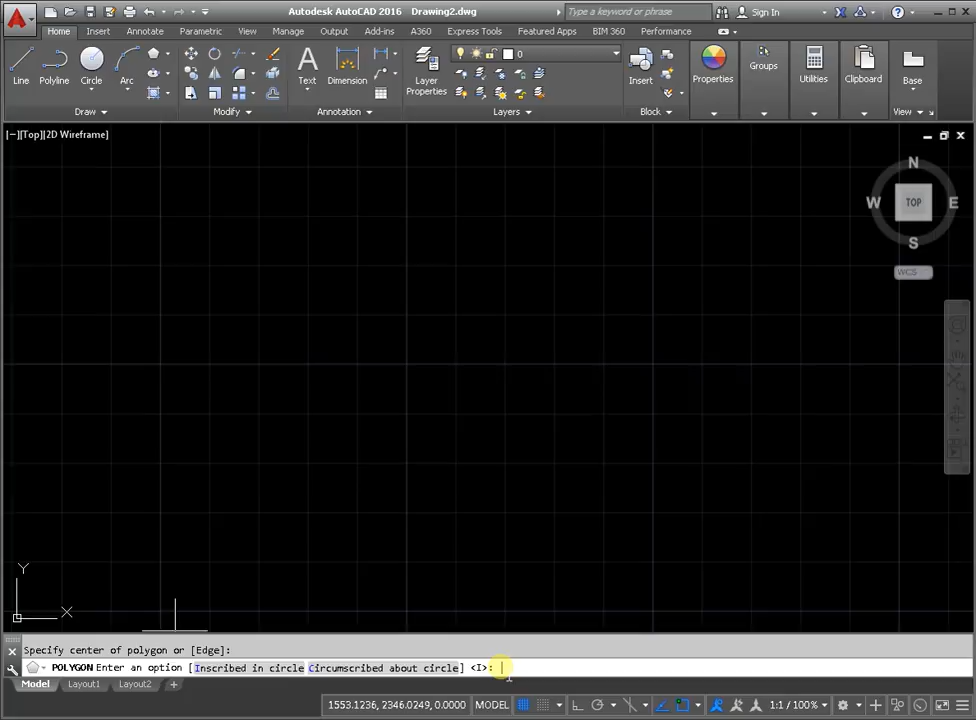 Autodesk AutoCAD 2016 Drawing2.dwg
Type a keyword or phrase
Sign In
Home Insert Annotate Parametric View Manage Output Add-ins A360 Express Tools Featured Apps BIM 360 Performance
Line Polyline Circle Arc
Text Dimension
Layer Properties
0
Insert
Properties
Groups
Utilities
Clipboard
Base
Draw Modify Annotation Layers Block View
[−][Top][2D Wireframe]
N
W TOP E
S
WCS
Y
X
Specify center of polygon or [Edge]:
POLYGON Enter an option [Inscribed in circle Circumscribed about circle] <I>:
Model Layout1 Layout2 +
1553.1236, 2346.0249, 0.0000 MODEL 1:1 / 100%